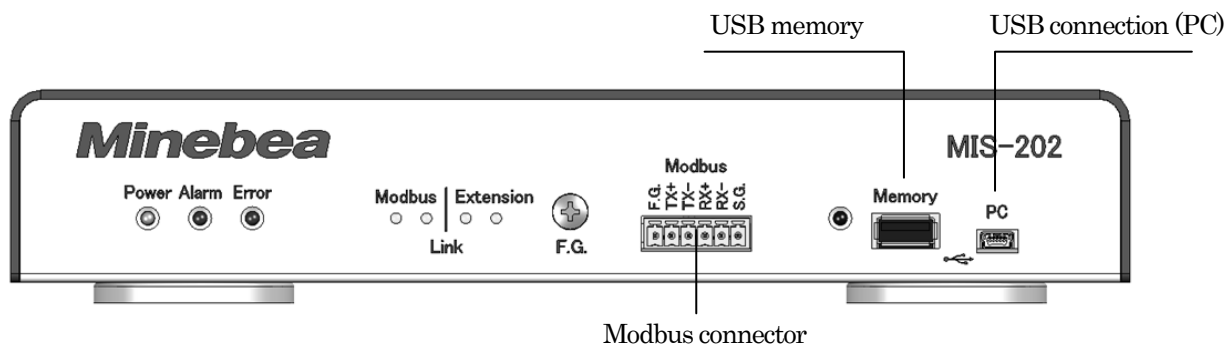 USB memory
USB connection (PC)
Minebea
MIS-202
Power Alarm Error
Modbus Extension
Link
F.G.
Modbus
F.G.
TX+
TX-
RX+
RX-
S.G.
Memory
PC
Modbus connector